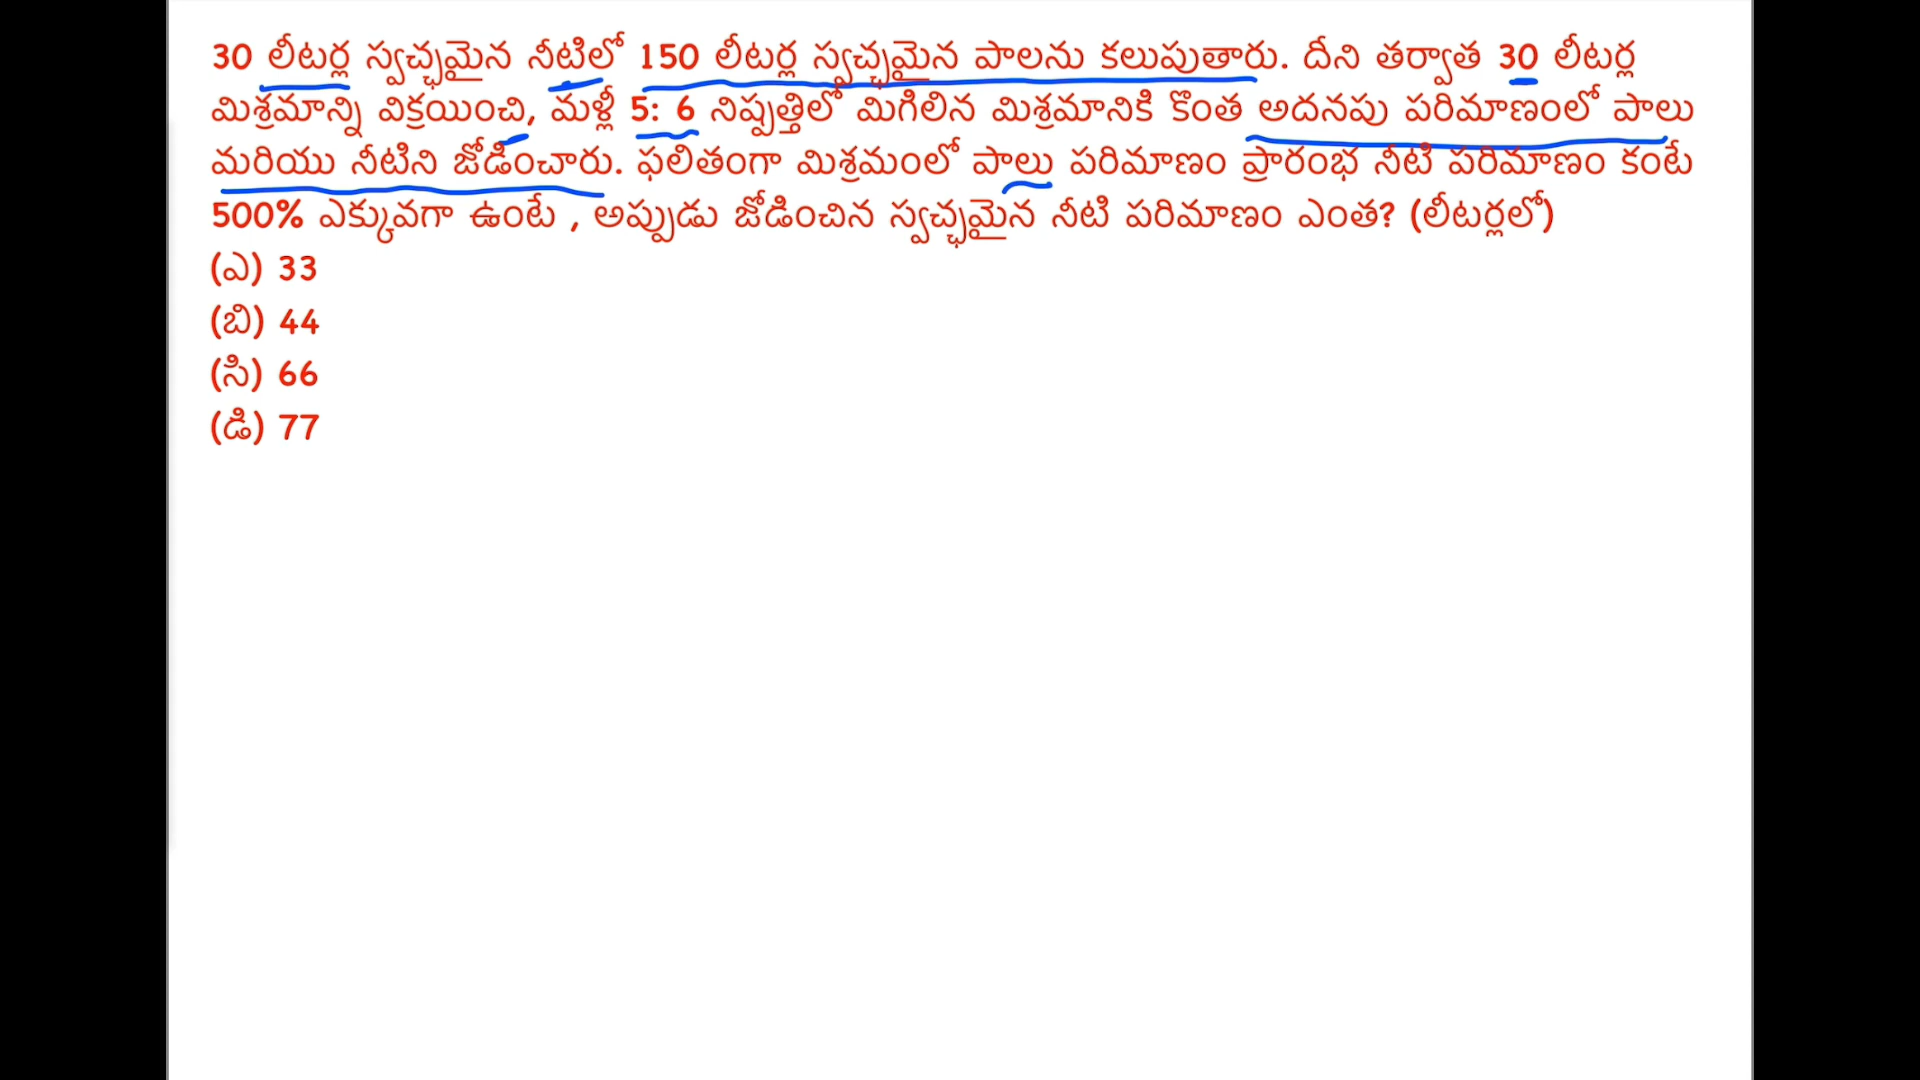 30 లీటర్ల స్వచ్ఛమైన నీటిలో 150 లీటర్ల స్వచ్ఛమైన పాలను కలుపుతారు. దీని తర్వాత 30 లీటర్ల
మిశ్రమాన్ని విక్రయించి, మళ్లీ 5: 6 నిష్పత్తిలో మిగిలిన మిశ్రమానికి కొంత అదనపు పరిమాణంలో పాలు
మరియు నీటిని జోడించారు. ఫలితంగా మిశ్రమంలో పాలు పరిమాణం ప్రారంభ నీటి పరిమాణం కంటే
500% ఎక్కువగా ఉంటే , అప్పుడు జోడించిన స్వచ్ఛమైన నీటి పరిమాణం ఎంత? (లీటర్లలో)
(ఎ) 33
(బి) 44
(సి) 66
(డి) 77